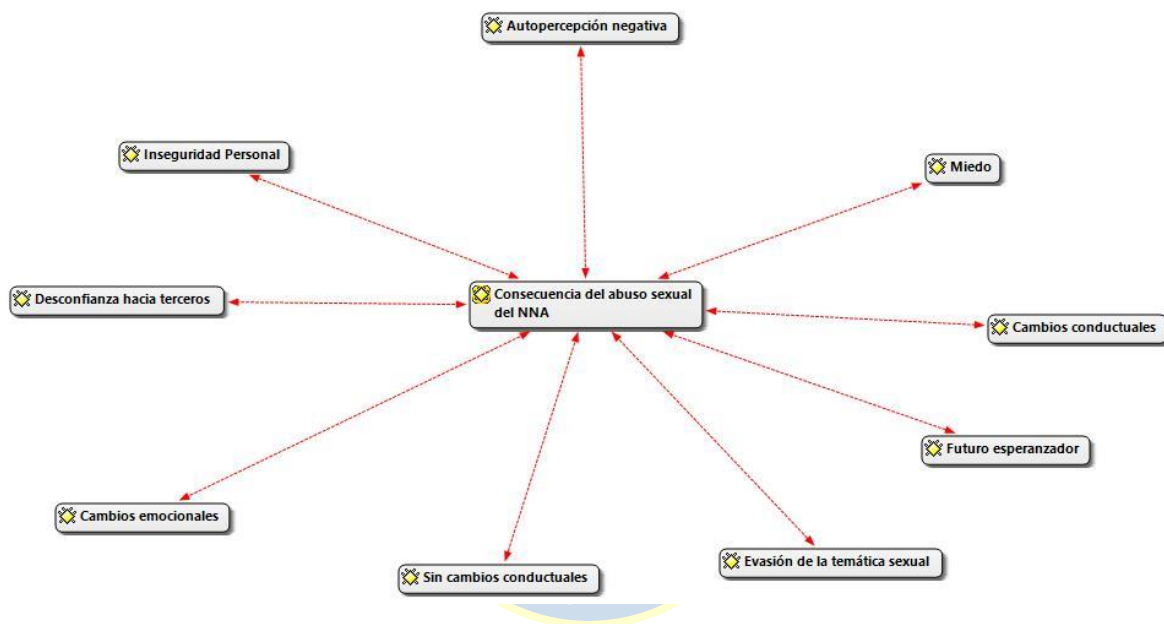 Autopercepción negativa
Inseguridad Personal
Miedo
Desconfianza hacia terceros
Consecuencia del abuso sexual
del NNA
Cambios conductuales
Futuro esperanzador
Cambios emocionales
Evasión de la temática sexual
Sin cambios conductuales